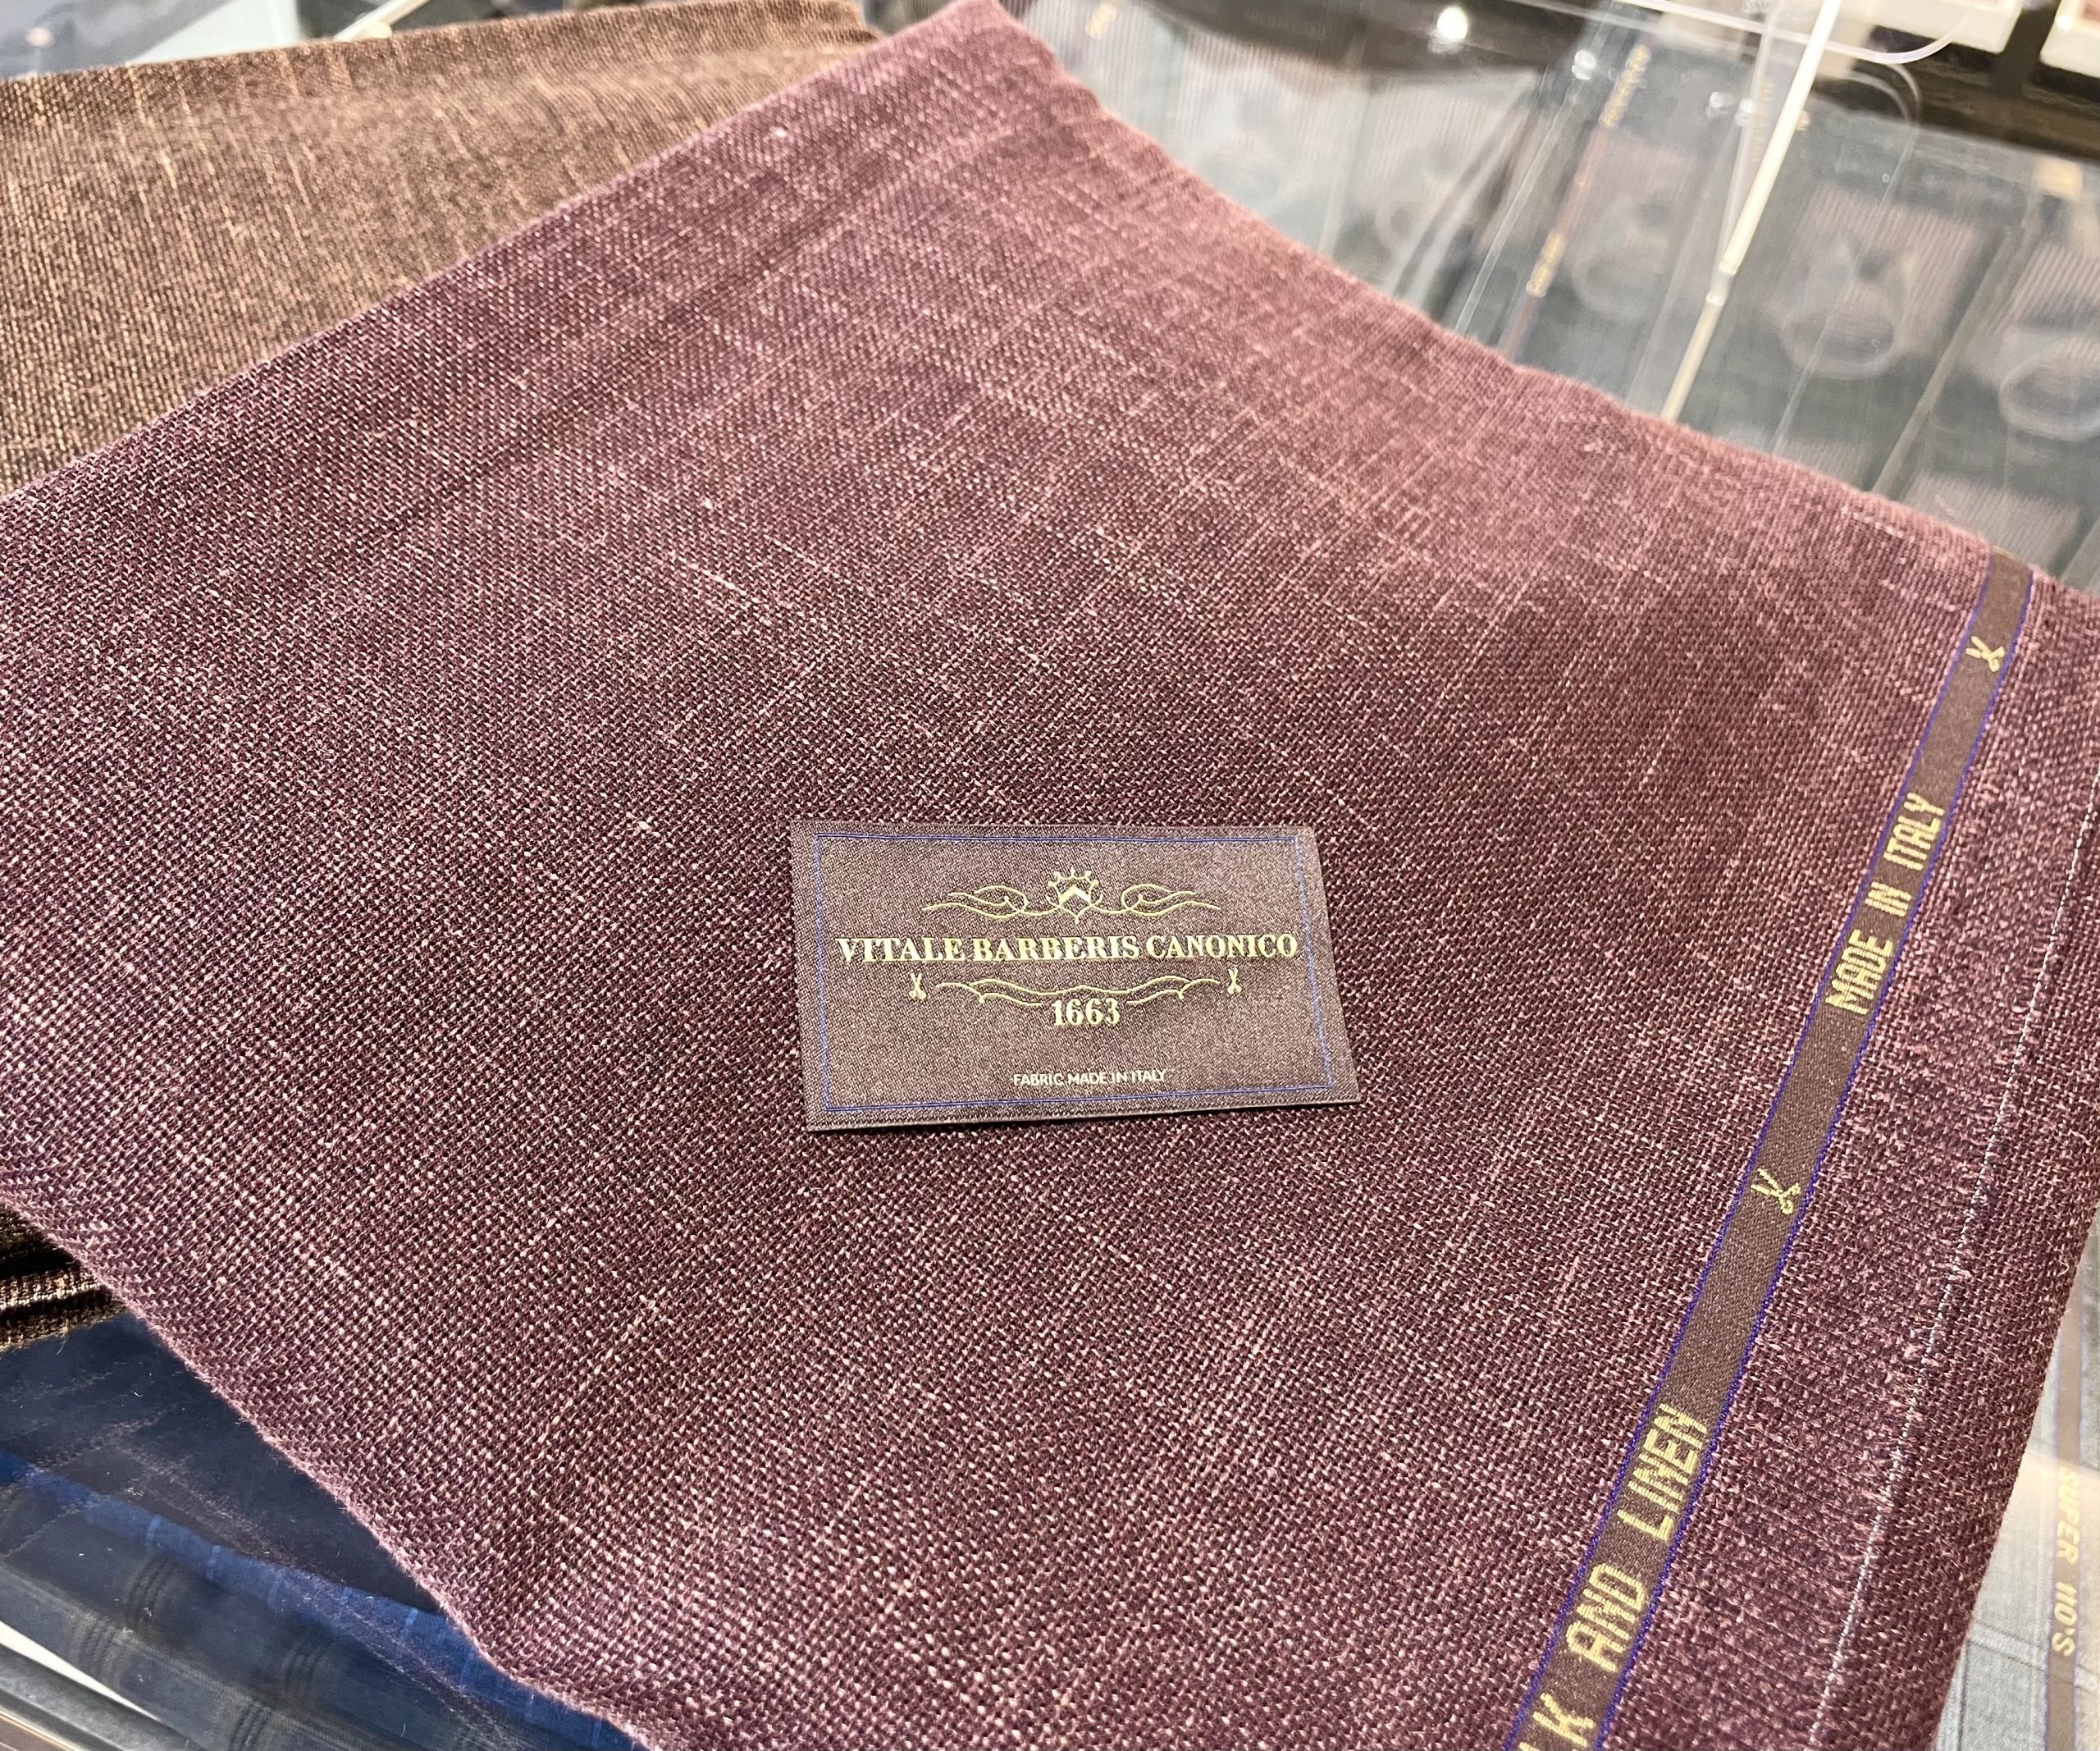 VITALE BARBERIS CANONICO
1663
FABRIC MADE IN ITALY
AND LINEN
MADE IN ITALY
SUPER 110'S